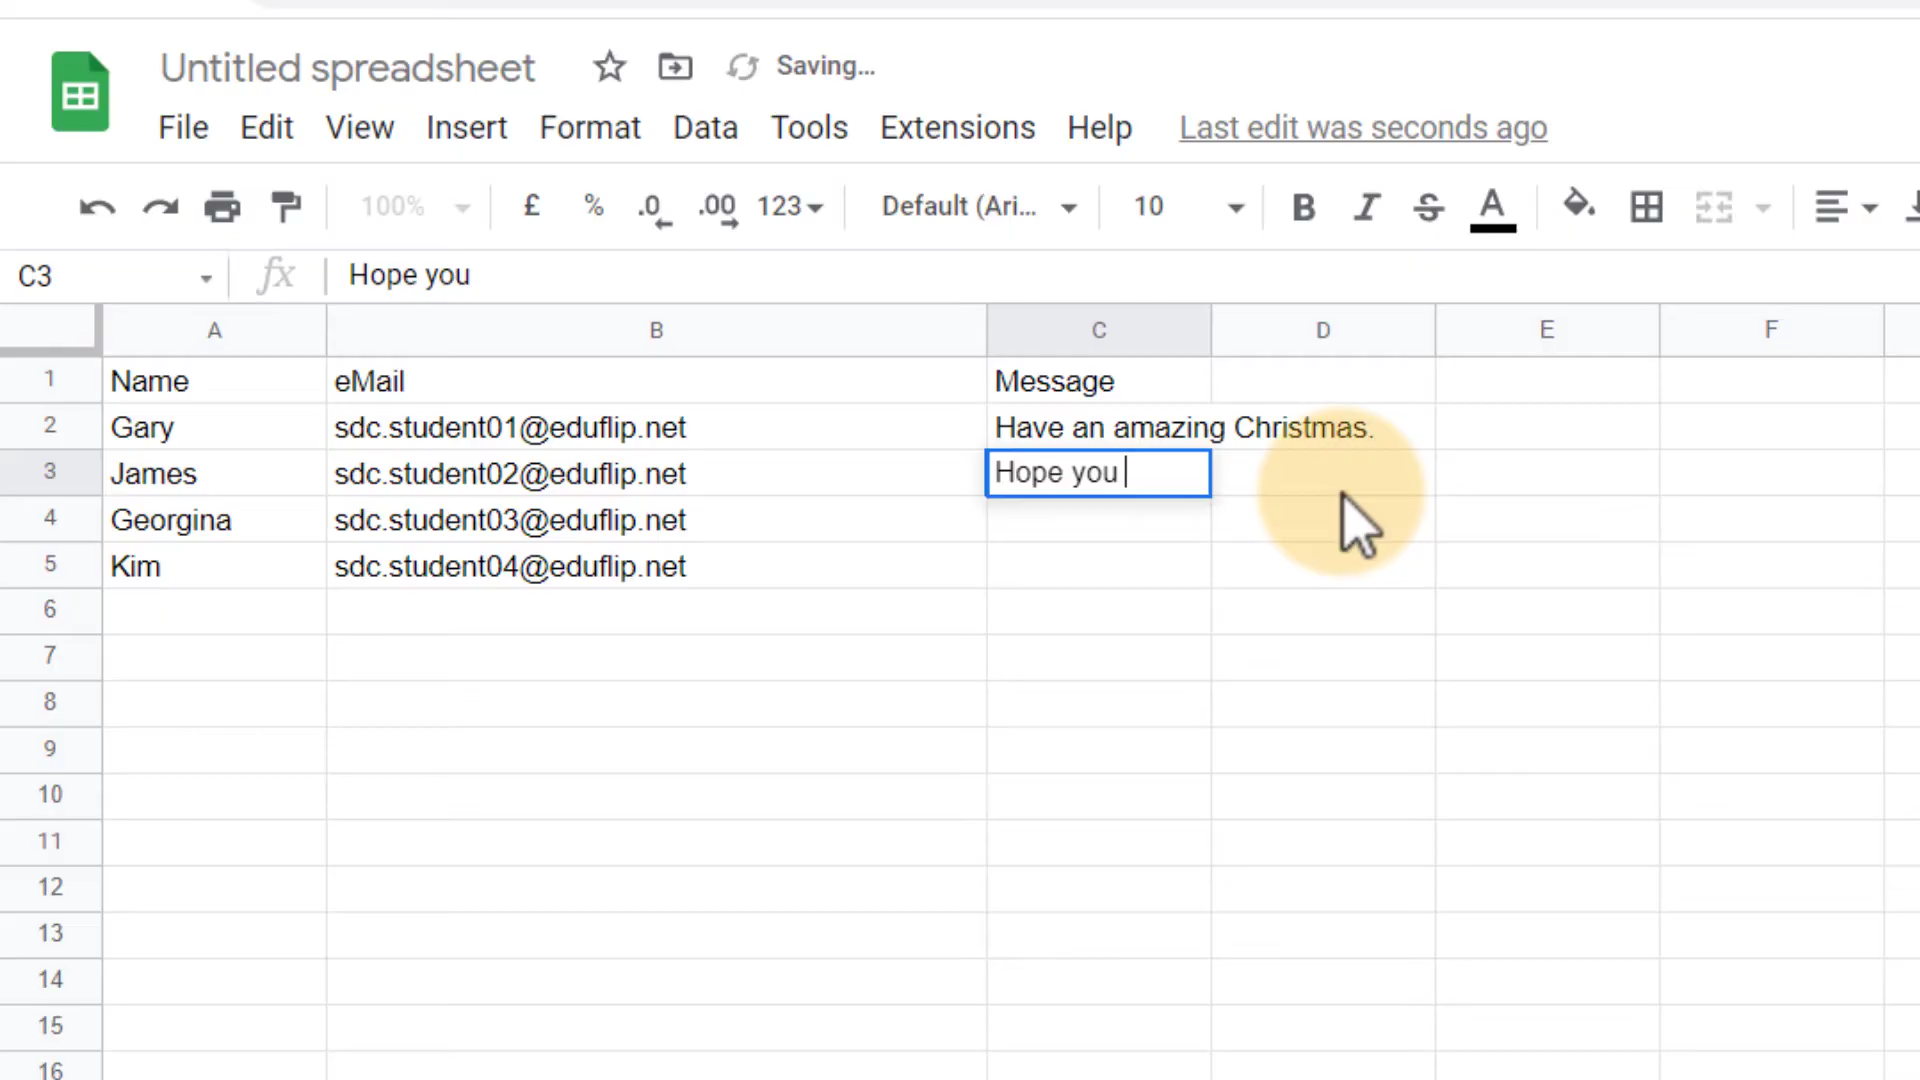 Untitled spreadsheet Saving...
File Edit View Insert Format Data Tools Extensions Help Last edit was seconds ago
100% £ % .0 .00 123 Default (Ari... 10 B I S A
C3 fx Hope you
A B C D E F
1 Name eMail Message
2 Gary sdc.student01@eduflip.net Have an amazing Christmas.
3 James sdc.student02@eduflip.net Hope you
4 Georgina sdc.student03@eduflip.net
5 Kim sdc.student04@eduflip.net
6
7
8
9
10
11
12
13
14
15
16